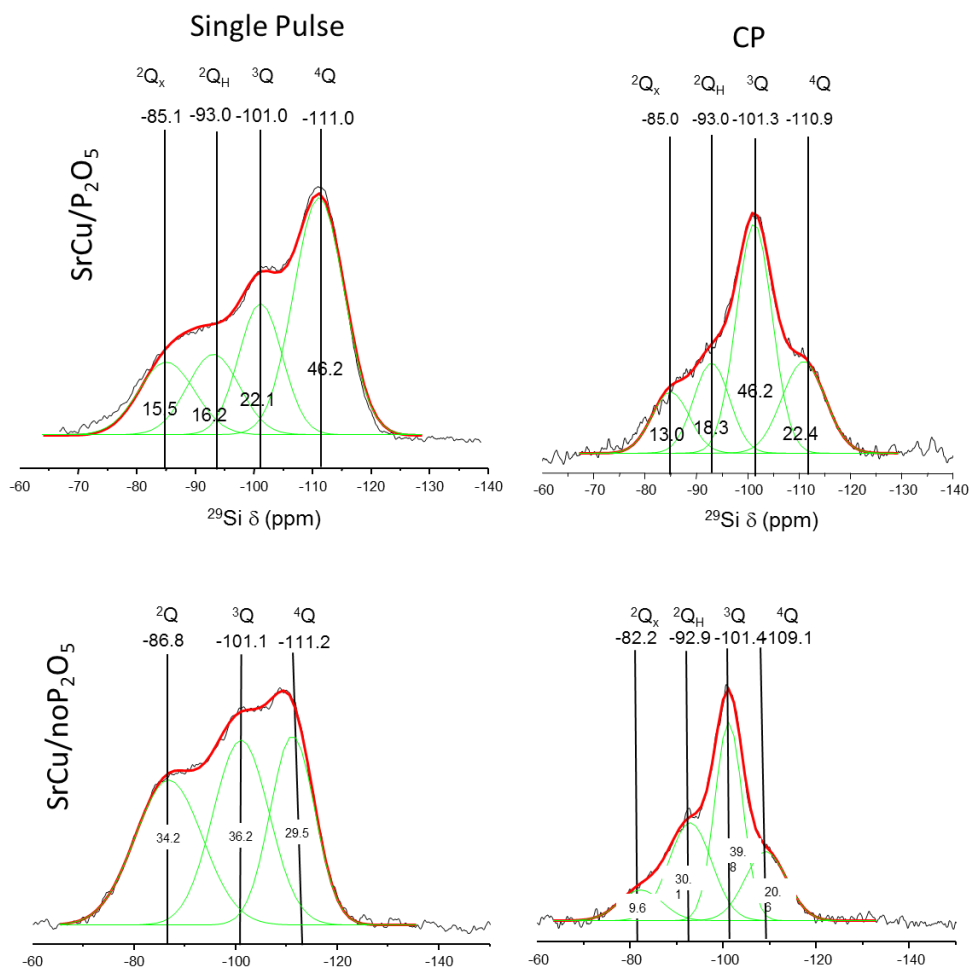 Single Pulse
CP
²Qₓ ²Q_H ³Q ⁴Q
-85.1 -93.0 -101.0 -111.0
²Qₓ ²Q_H ³Q ⁴Q
-85.0 -93.0 -101.3 -110.9
SrCu/P₂O₅
15.5 16.2 22.1 46.2
13.0 18.3 46.2 22.4
-60 -70 -80 -90 -100 -110 -120 -130 -140
²⁹Si δ (ppm)
-60 -70 -80 -90 -100 -110 -120 -130 -140
²⁹Si δ (ppm)
²Q ³Q ⁴Q
-86.8 -101.1 -111.2
²Qₓ ²Q_H ³Q ⁴Q
-82.2 -92.9 -101.4 -109.1
SrCu/noP₂O₅
34.2 36.2 29.5
9.6
30.
1
39.
8
20.
6
-60 -80 -100 -120 -140
-60 -80 -100 -120 -140